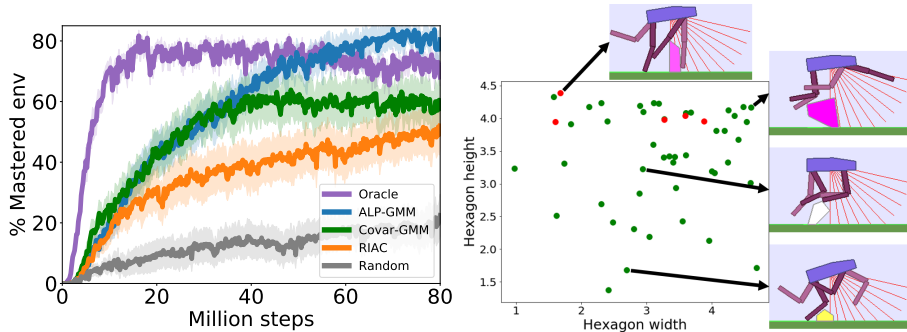 % Mastered env
80
60
40
20
0
0
20
40
60
80
Million steps
Oracle
ALP-GMM
Covar-GMM
RIAC
Random
Hexagon height
4.5
4.0
3.5
3.0
2.5
2.0
1.5
1
2
3
4
Hexagon width